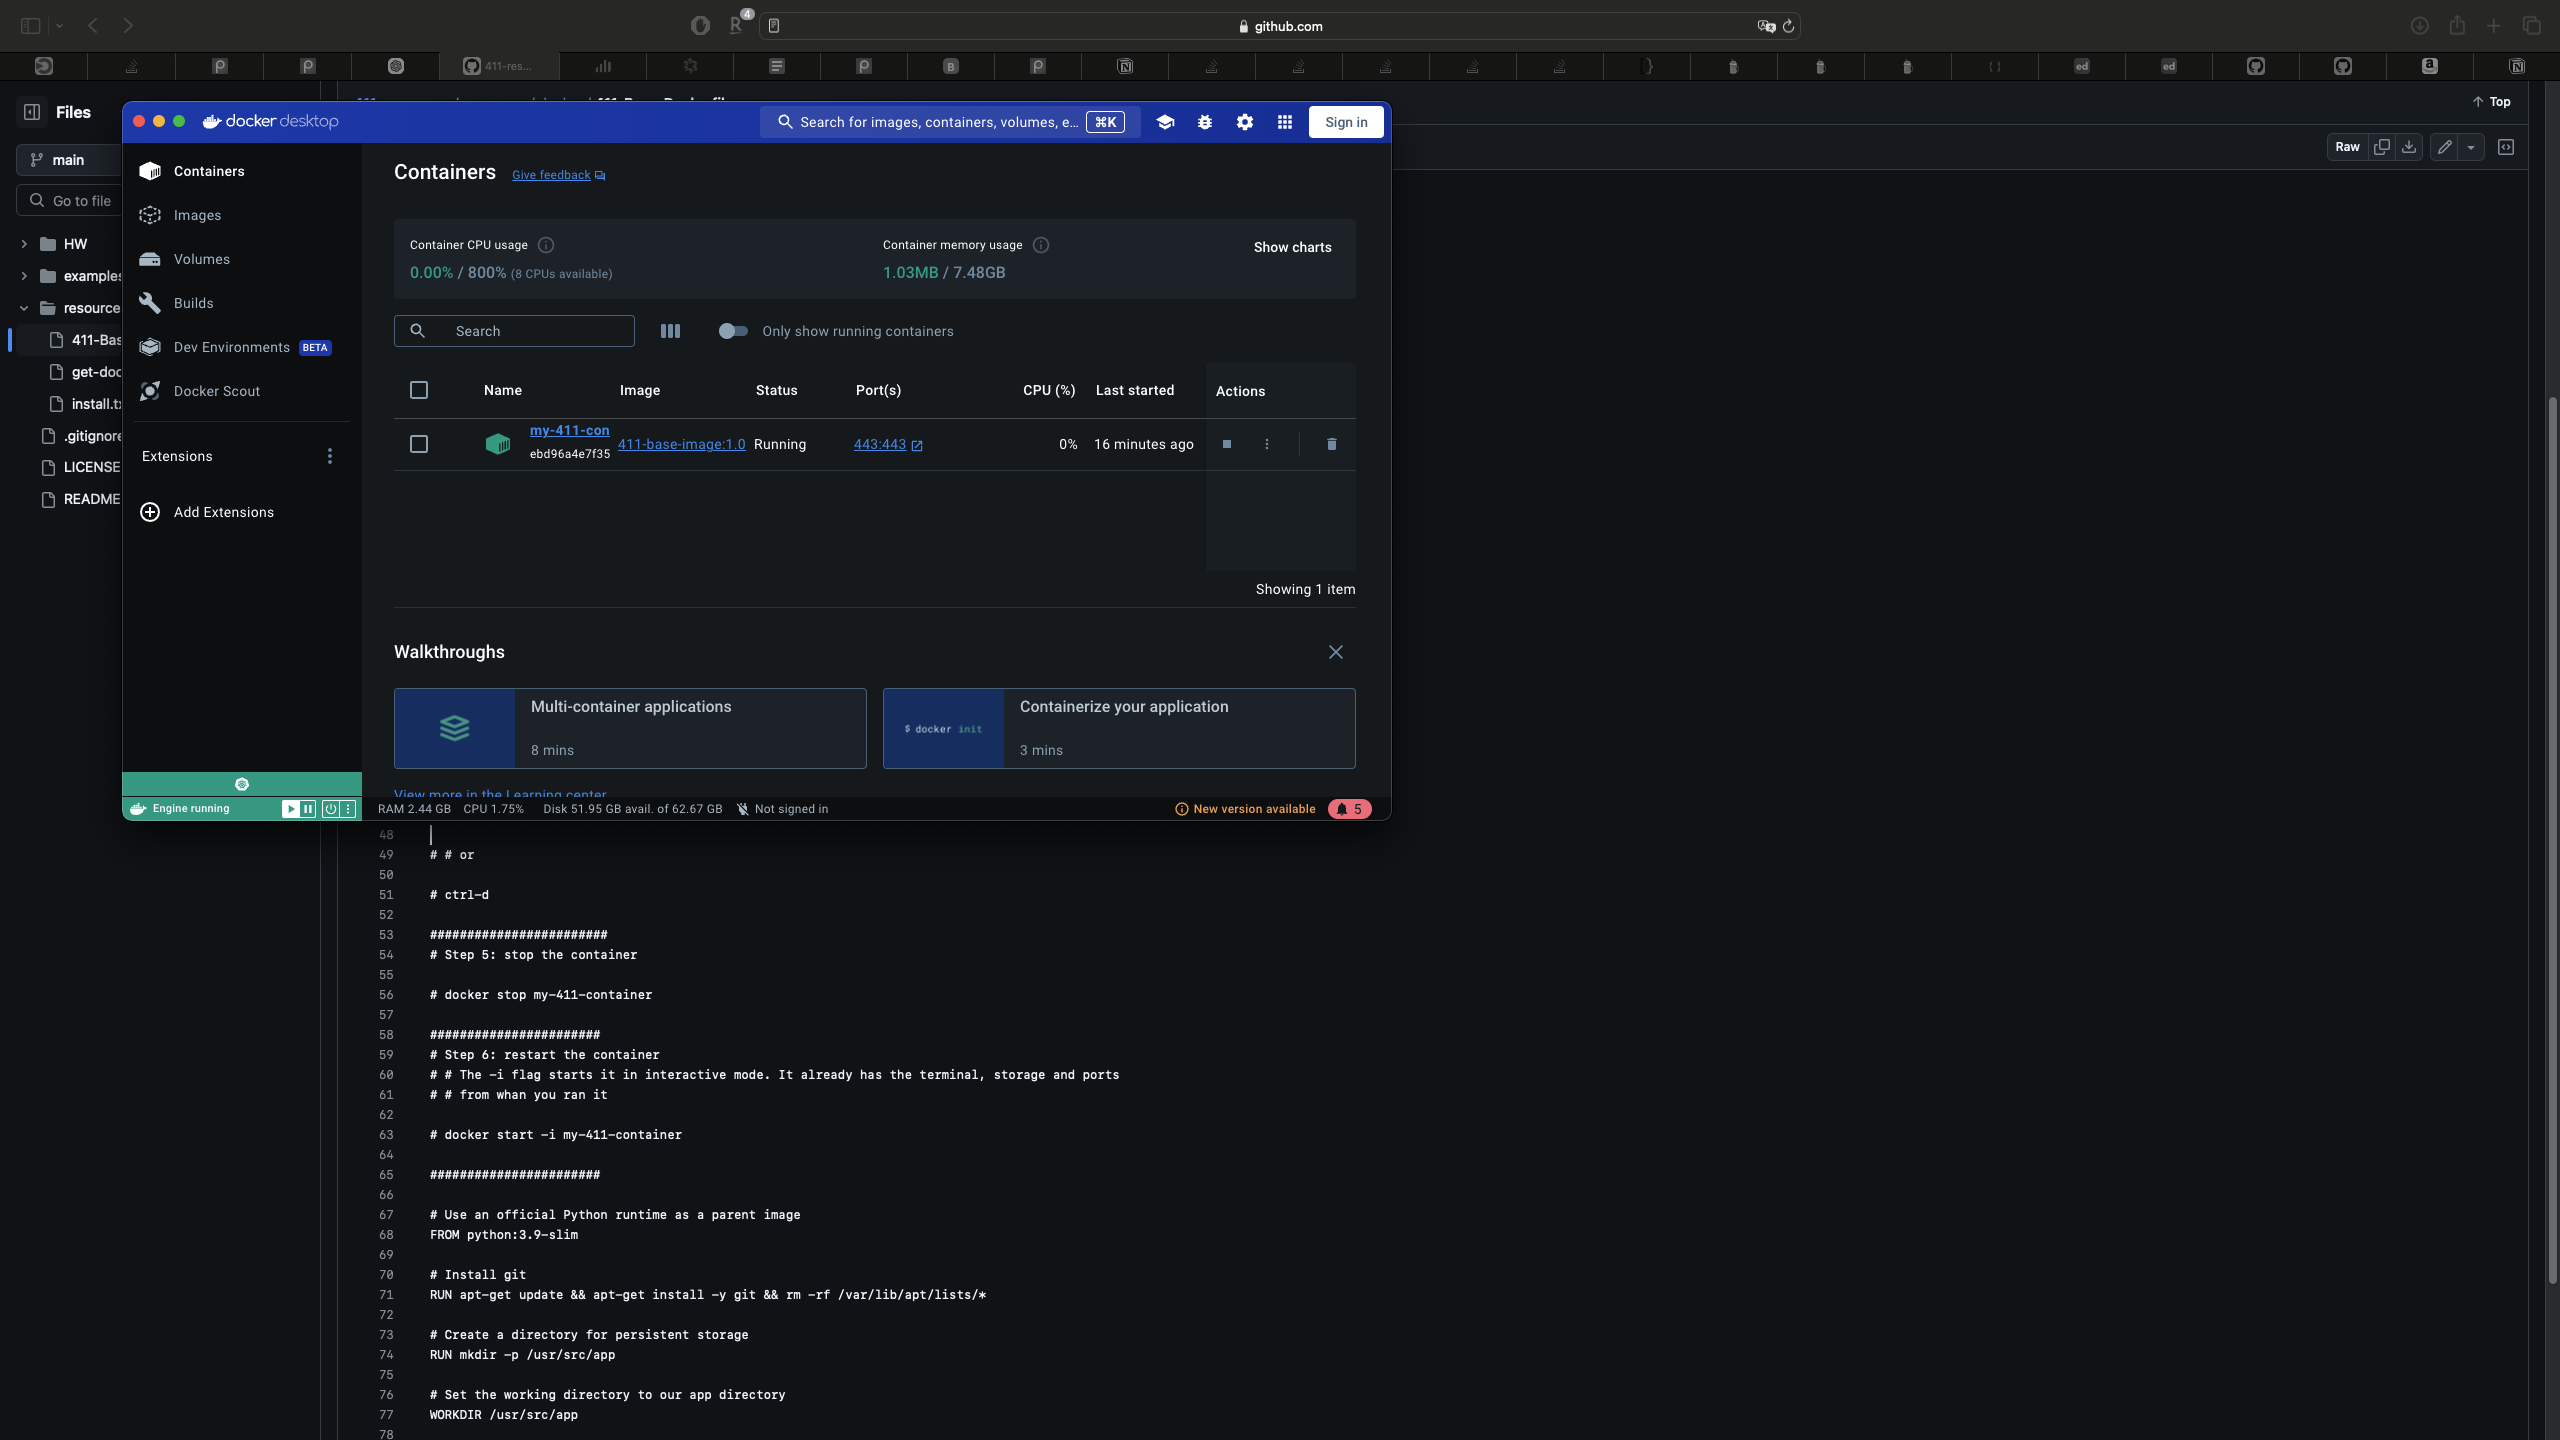 4
github.com
411-res...
Files
main
Go to file
HW
examples
resource
411-Bas
get-doc
install.tx
.gitignore
LICENSE
README
Top
Raw
docker desktop
Search for images, containers, volumes, e...
⌘K
Sign in
Containers
Images
Volumes
Builds
Dev Environments BETA
Docker Scout
Extensions
Add Extensions
Containers Give feedback
Container CPU usage
0.00% / 800% (8 CPUs available)
Container memory usage
1.03MB / 7.48GB
Show charts
Search
Only show running containers
Name Image Status Port(s) CPU (%) Last started Actions
my-411-con
ebd96a4e7f35
411-base-image:1.0 Running 443:443 0% 16 minutes ago
Showing 1 item
Walkthroughs
Multi-container applications
8 mins
$ docker init
Containerize your application
3 mins
View more in the Learning center
Engine running
RAM 2.44 GB CPU 1.75% Disk 51.95 GB avail. of 62.67 GB Not signed in
New version available
5
48
49 # # or
50
51 # ctrl-d
52
53 ########################
54 # Step 5: stop the container
55
56 # docker stop my-411-container
57
58 #######################
59 # Step 6: restart the container
60 # # The -i flag starts it in interactive mode. It already has the terminal, storage and ports
61 # # from whan you ran it
62
63 # docker start -i my-411-container
64
65 #######################
66
67 # Use an official Python runtime as a parent image
68 FROM python:3.9-slim
69
70 # Install git
71 RUN apt-get update && apt-get install -y git && rm -rf /var/lib/apt/lists/*
72
73 # Create a directory for persistent storage
74 RUN mkdir -p /usr/src/app
75
76 # Set the working directory to our app directory
77 WORKDIR /usr/src/app
78